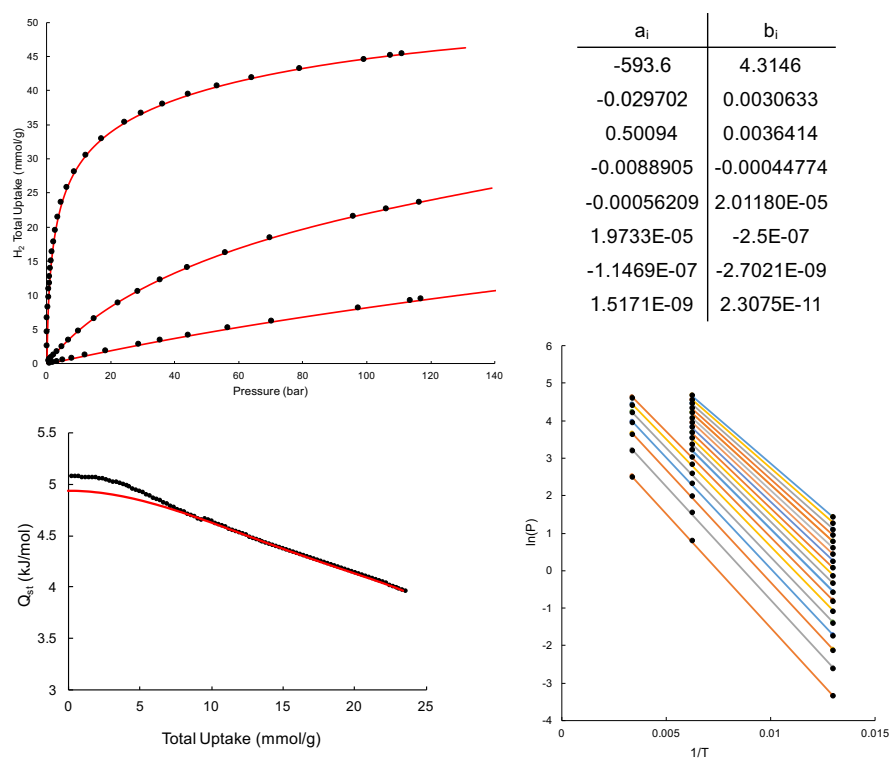 50
45
40
35
30
25
20
15
10
5
0
H2 Total Uptake (mmol/g)
0 20 40 60 80 100 120 140
Pressure (bar)
ai bi
-593.6 4.3146
-0.029702 0.0030633
0.50094 0.0036414
-0.0088905 -0.00044774
-0.00056209 2.01180E-05
1.9733E-05 -2.5E-07
-1.1469E-07 -2.7021E-09
1.5171E-09 2.3075E-11
5.5
5
4.5
4
3.5
3
Qst (kJ/mol)
0 5 10 15 20 25
Total Uptake (mmol/g)
6
5
4
3
2
1
0
-1
-2
-3
-4
ln(P)
0 0.005 0.01 0.015
1/T